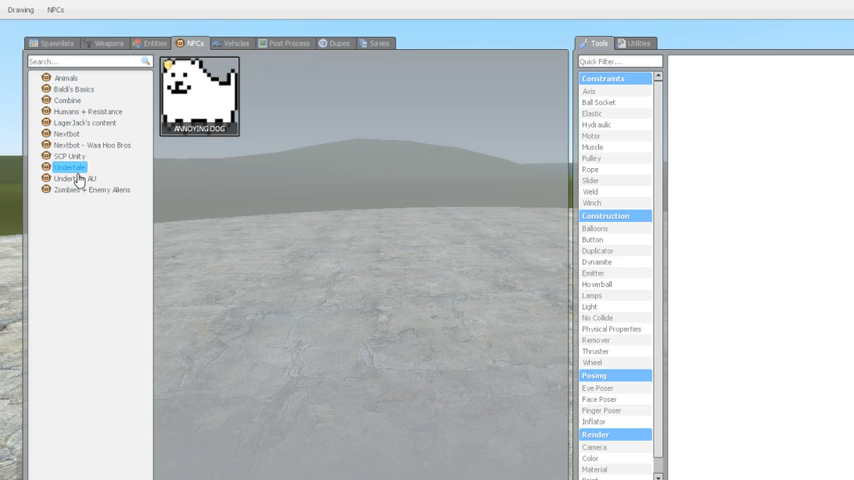 Drawing NPCs
Spawnlists Weapons Entities NPCs Vehicles Post Process Dupes Saves
Search...
Animals
Baldi's Basics
Combine
Humans + Resistance
LagerJack's content
Nextbot
Nextbot - Waa Hoo Bros
SCP Unity
Undertale
AU
Zombies + Enemy Aliens
ANNOYING DOG
Tools Utilities
Quick Filter...
Constraints
Axis
Ball Socket
Elastic
Hydraulic
Motor
Muscle
Pulley
Rope
Slider
Weld
Winch
Construction
Balloons
Button
Duplicator
Dynamite
Emitter
Hoverball
Lamps
Light
No Collide
Physical Properties
Remover
Thruster
Wheel
Posing
Eye Poser
Face Poser
Finger Poser
Inflator
Render
Camera
Color
Material